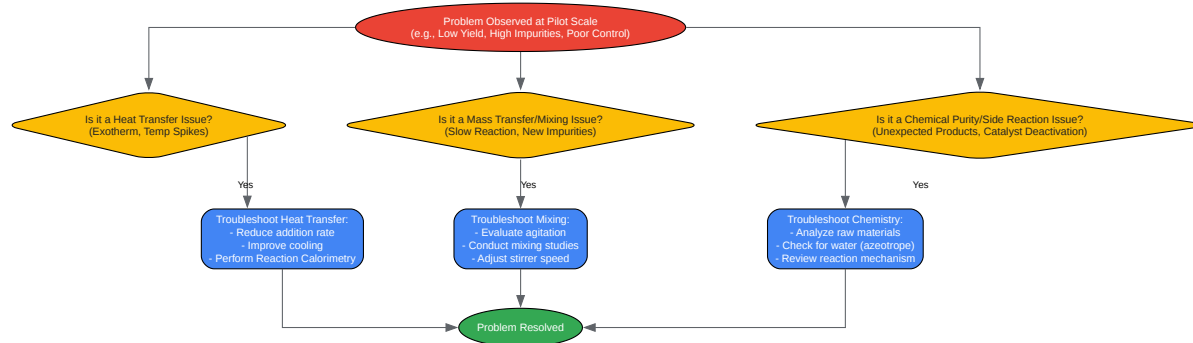 Problem Observed at Pilot Scale
(e.g., Low Yield, High Impurities, Poor Control)
Is it a Heat Transfer Issue?
(Exotherm, Temp Spikes)
Is it a Mass Transfer/Mixing Issue?
(Slow Reaction, New Impurities)
Is it a Chemical Purity/Side Reaction Issue?
(Unexpected Products, Catalyst Deactivation)
Yes
Yes
Yes
Troubleshoot Heat Transfer:
- Reduce addition rate
- Improve cooling
- Perform Reaction Calorimetry
Troubleshoot Mixing:
- Evaluate agitation
- Conduct mixing studies
- Adjust stirrer speed
Troubleshoot Chemistry:
- Analyze raw materials
- Check for water (azeotrope)
- Review reaction mechanism
Problem Resolved